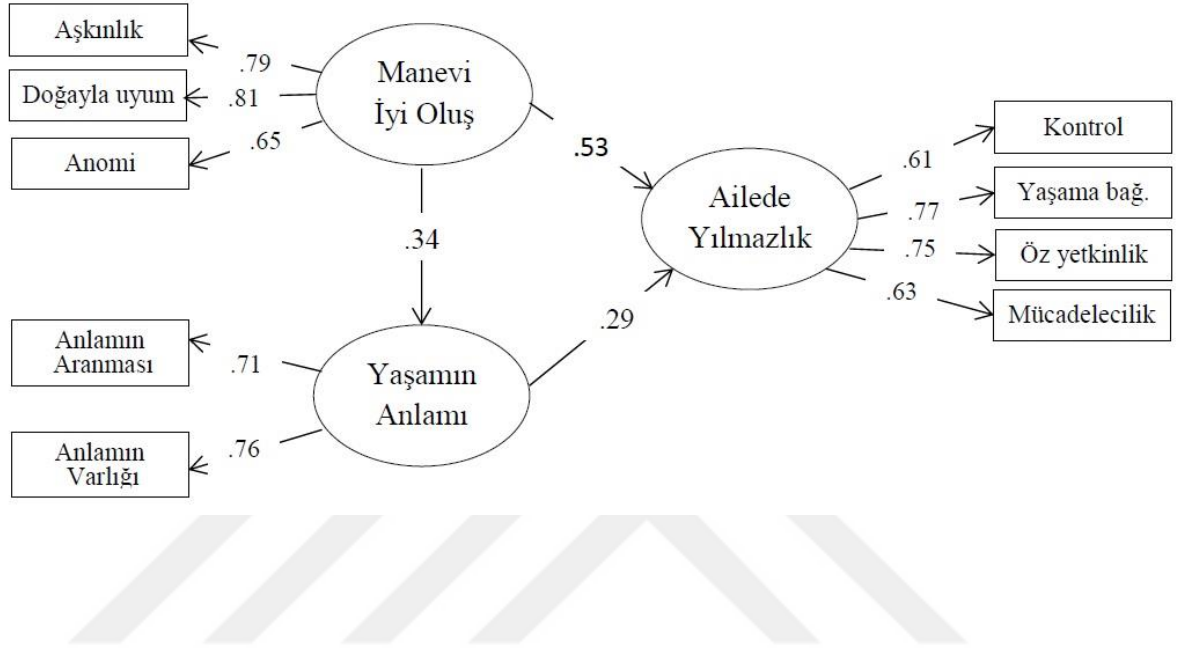 Aşkınlık
.79
Doğayla uyum
.81
Anomi
.65
Manevi
İyi Oluş
.53
.34
Ailede
Yılmazlık
.61
Kontrol
.77
Yaşama bağ.
.75
Öz yetkinlik
.63
Mücadelecilik
.29
Anlamın
Aranması
.71
Yaşamın
Anlamı
Anlamın
Varlığı
.76